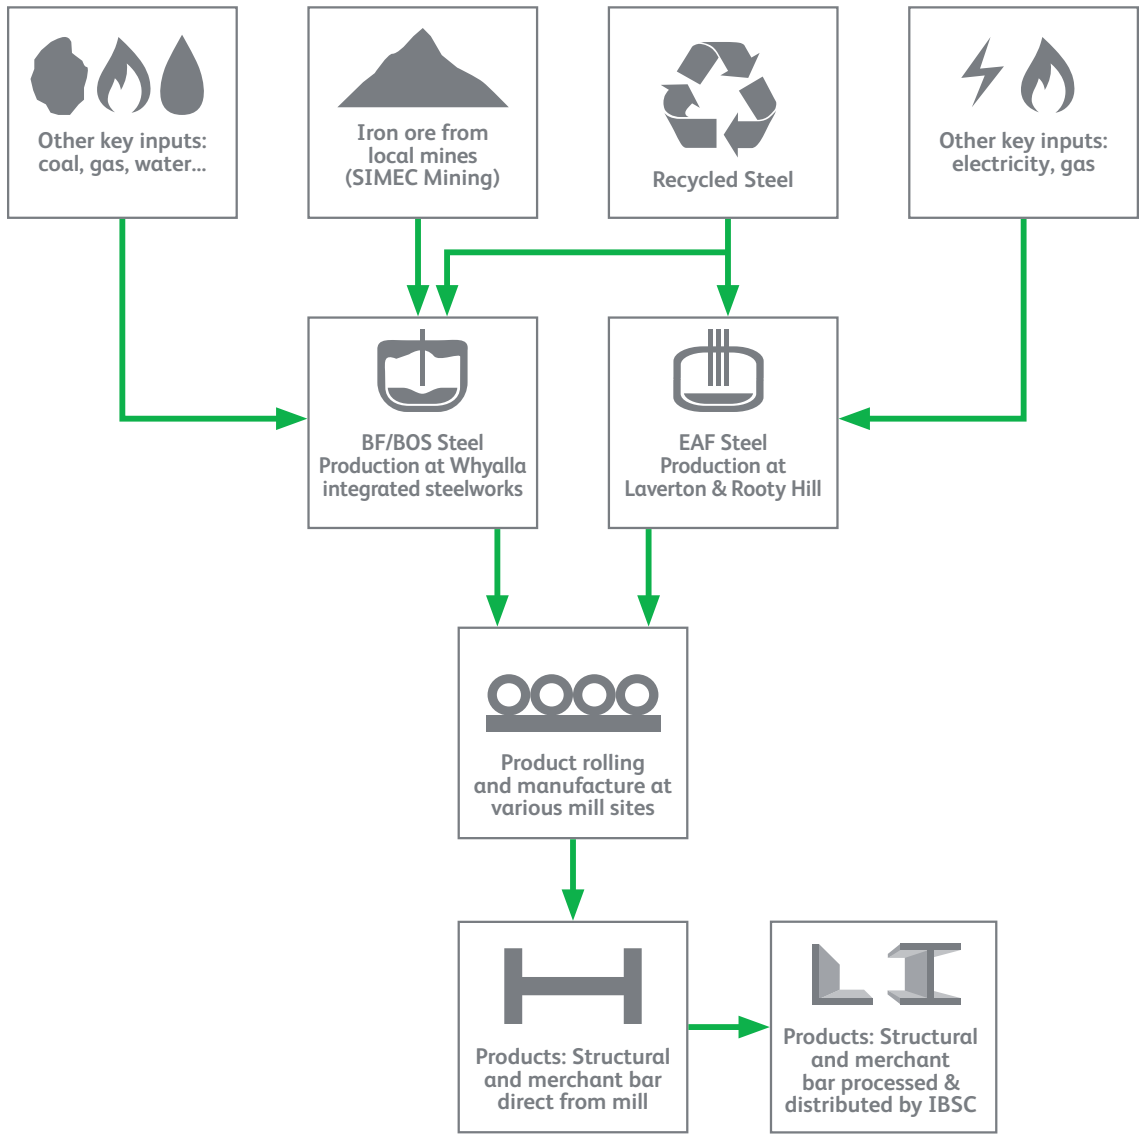 Other key inputs:
coal, gas, water...
Iron ore from
local mines
(SIMEC Mining)
Recycled Steel
Other key inputs:
electricity, gas
BF/BOS Steel
Production at Whyalla
integrated steelworks
EAF Steel
Production at
Laverton & Rooty Hill
Product rolling
and manufacture at
various mill sites
Products: Structural
and merchant bar
direct from mill
Products: Structural
and merchant
bar processed &
distributed by IBSC